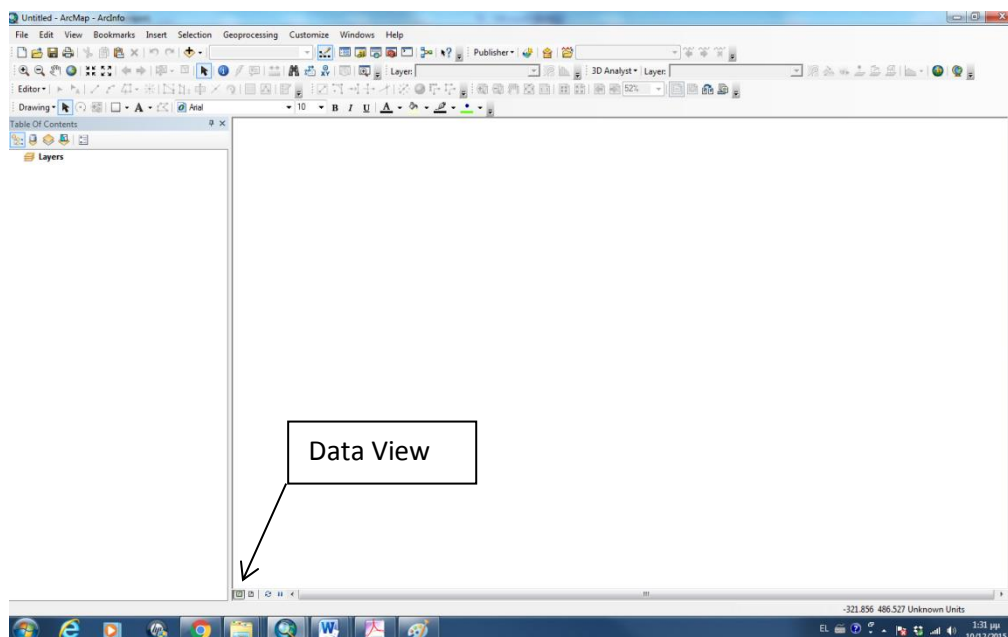 Untitled - ArcMap - ArcInfo
File Edit View Bookmarks Insert Selection Geoprocessing Customize Windows Help
Publisher
Layer: 3D Analyst Layer:
Editor 52%
Drawing A Arial 10 B I U A
Table Of Contents
Layers
Data View
-321.856 486.527 Unknown Units
W
EL 1:31 μμ